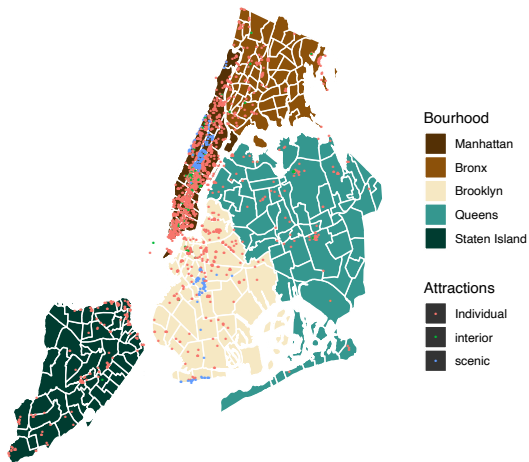 Bourhood
Manhattan
Bronx
Brooklyn
Queens
Staten Island
Attractions
Individual
interior
scenic